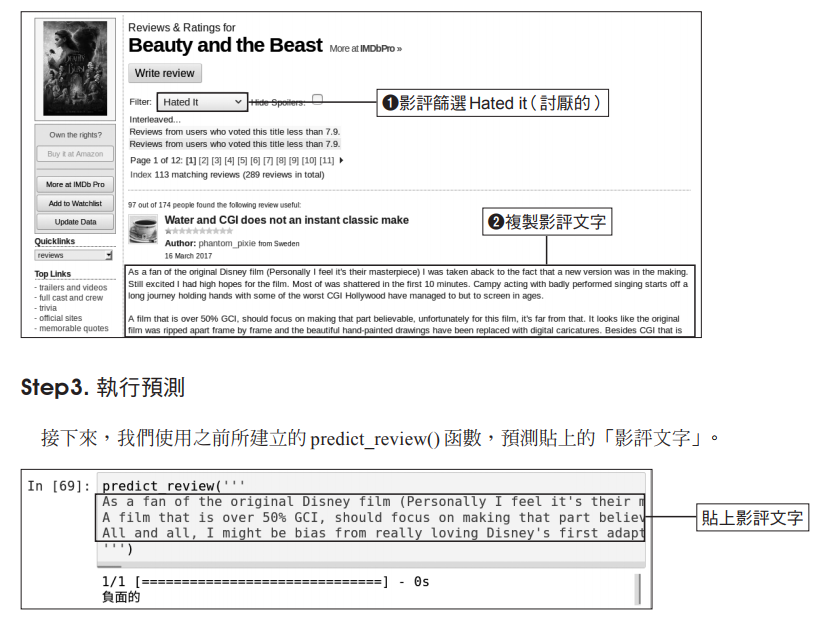 Reviews & Ratings for
Beauty and the Beast More at IMDbPro »
Write review
Filter: Hated It Hide Spoilers:
❶影評篩選Hated it(討厭的)
Interleaved...
Reviews from users who voted this title less than 7.9.
Reviews from users who voted this title less than 7.9.
Page 1 of 12: [1] [2] [3] [4] [5] [6] [7] [8] [9] [10] [11]
Index 113 matching reviews (289 reviews in total)
Own the rights?
Buy it at Amazon
More at IMDb Pro
Add to Watchlist
Update Data
Quicklinks
reviews
Top Links
- trailers and videos
- full cast and crew
- trivia
- official sites
- memorable quotes
97 out of 174 people found the following review useful:
Water and CGI does not an instant classic make
Author: phantom_pixie from Sweden
16 March 2017
❷複製影評文字
As a fan of the original Disney film (Personally I feel it's their masterpiece) I was taken aback to the fact that a new version was in the making.
Still excited I had high hopes for the film. Most of was shattered in the first 10 minutes. Campy acting with badly performed singing starts off a
long journey holding hands with some of the worst CGI Hollywood have managed to but to screen in ages.
A film that is over 50% GCI, should focus on making that part believable, unfortunately for this film, it's far from that. It looks like the original
film was ripped apart frame by frame and the beautiful hand-painted drawings have been replaced with digital caricatures. Besides CGI that is
Step3. 執行預測
接下來,我們使用之前所建立的 predict_review() 函數,預測貼上的「影評文字」。
In [69]: predict_review('''
As a fan of the original Disney film (Personally I feel it's their m
A film that is over 50% GCI, should focus on making that part believ
All and all, I might be bias from really loving Disney's first adapt
''')
貼上影評文字
1/1 [==============================] - 0s
負面的